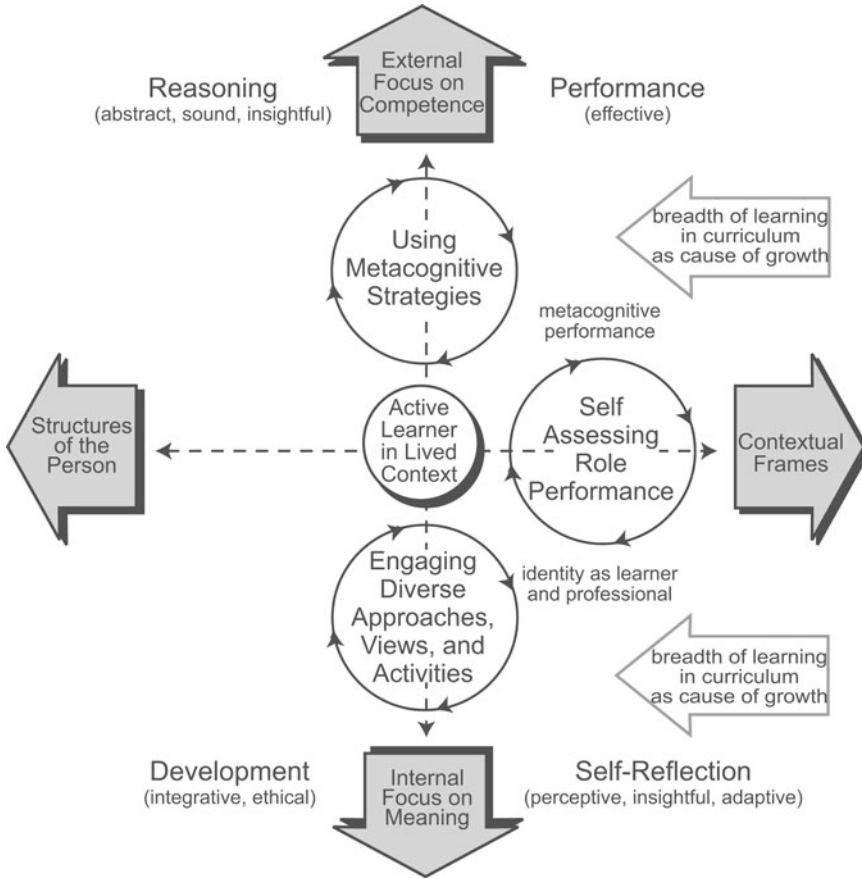 External
Focus on
Competence
Reasoning
(abstract, sound, insightful)
Performance
(effective)
breadth of learning
in curriculum
as cause of growth
Using
Metacognitive
Strategies
metacognitive
performance
Structures
of the
Person
Active
Learner
in Lived
Context
Self
Assessing
Role
Performance
Contextual
Frames
Engaging
Diverse
Approaches,
Views, and
Activities
identity as learner
and professional
breadth of learning
in curriculum
as cause of growth
Development
(integrative, ethical)
Internal
Focus on
Meaning
Self-Reflection
(perceptive, insightful, adaptive)